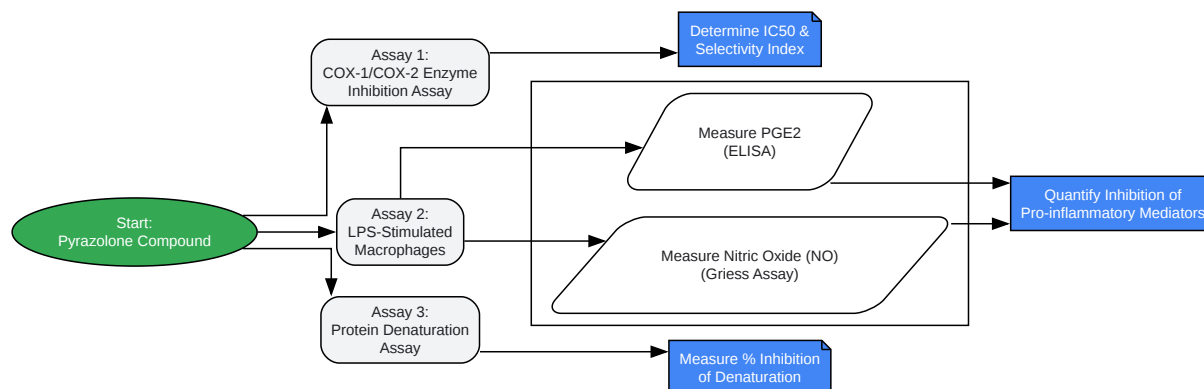 Start:
Pyrazolone Compound
Assay 1:
COX-1/COX-2 Enzyme
Inhibition Assay
Determine IC50 &
Selectivity Index
Assay 2:
LPS-Stimulated
Macrophages
Measure PGE2
(ELISA)
Measure Nitric Oxide (NO)
(Griess Assay)
Quantify Inhibition of
Pro-inflammatory Mediators
Assay 3:
Protein Denaturation
Assay
Measure % Inhibition
of Denaturation